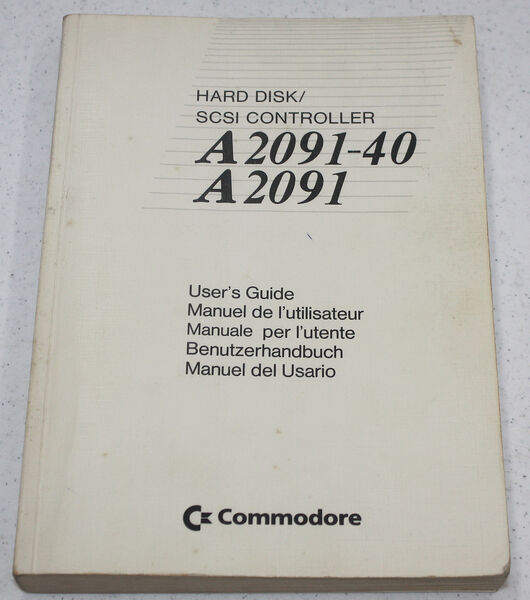 HARD DISK/
SCSI CONTROLLER
A2091-40
A2091
User's Guide
Manuel de l'utilisateur
Manuale per l'utente
Benutzerhandbuch
Manuel del Usario
Commodore